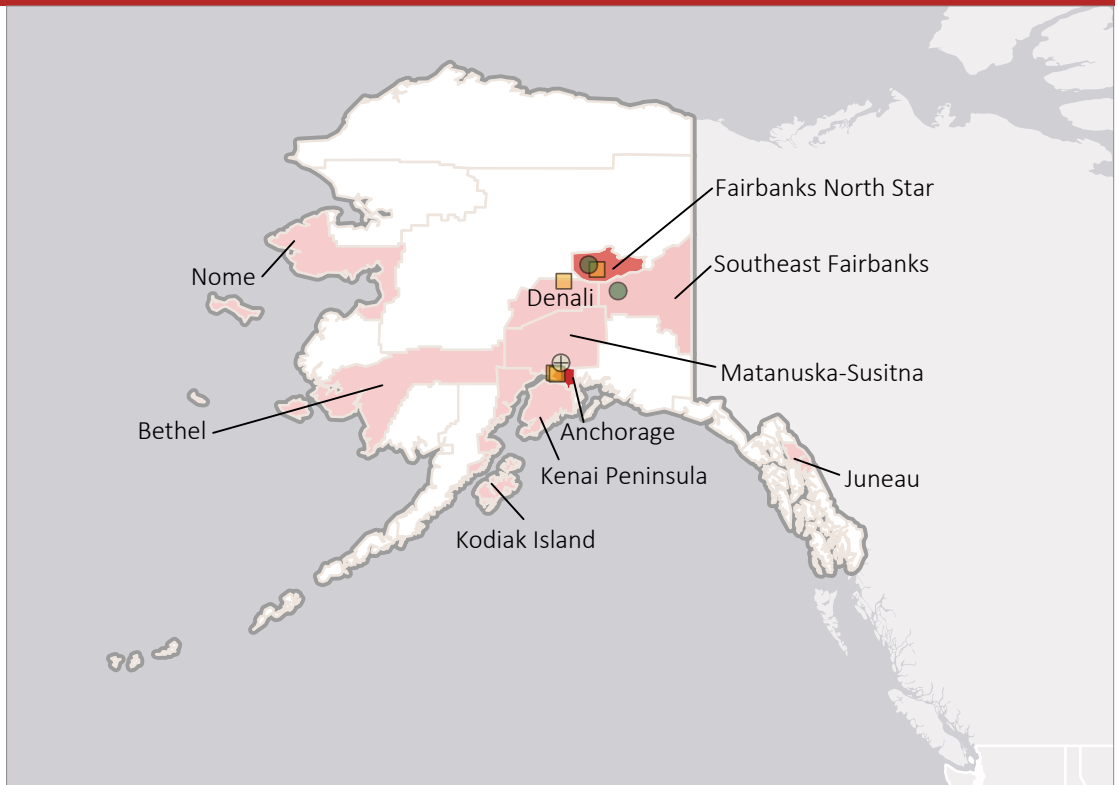 Fairbanks North Star
Southeast Fairbanks
Nome
Denali
Matanuska-Susitna
Bethel
Anchorage
Kenai Peninsula
Juneau
Kodiak Island